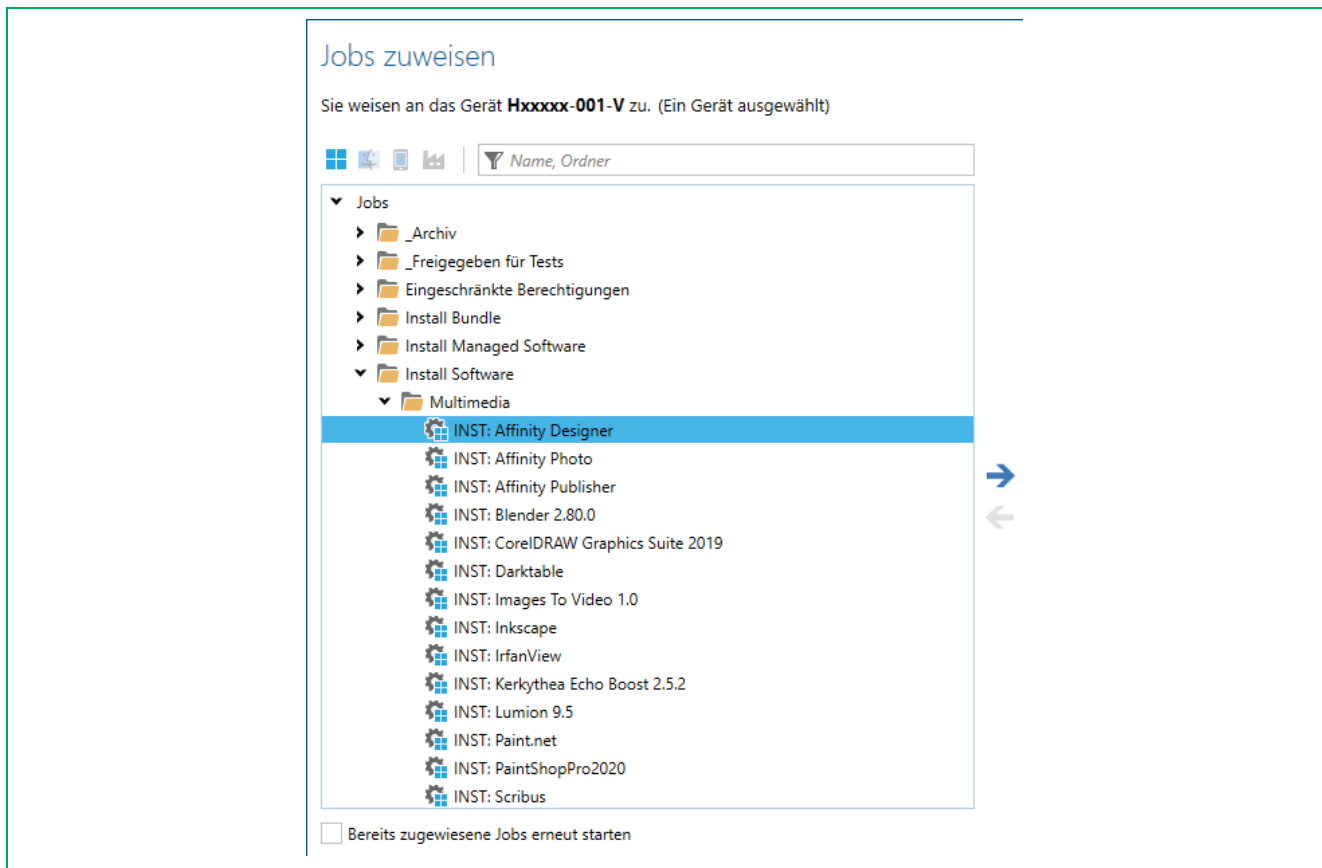 Jobs zuweisen
Sie weisen an das Gerät Hxxxxx-001-V zu. (Ein Gerät ausgewählt)
Name, Ordner
Jobs
_Archiv
_Freigegeben für Tests
Eingeschränkte Berechtigungen
Install Bundle
Install Managed Software
Install Software
Multimedia
INST: Affinity Designer
INST: Affinity Photo
INST: Affinity Publisher
INST: Blender 2.80.0
INST: CorelDRAW Graphics Suite 2019
INST: Darktable
INST: Images To Video 1.0
INST: Inkscape
INST: IrfanView
INST: Kerkythea Echo Boost 2.5.2
INST: Lumion 9.5
INST: Paint.net
INST: PaintShopPro2020
INST: Scribus
Bereits zugewiesene Jobs erneut starten